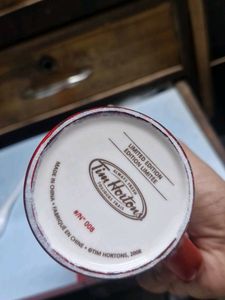 LIMITED EDITION
ÉDITION LIMITÉE
ALWAYS FRESH
Tim Hortons
TOUJOURS FRAIS
#/N° 008
MADE IN CHINA • FABRIQUÉ EN CHINE • ©TIM HORTONS, 2008